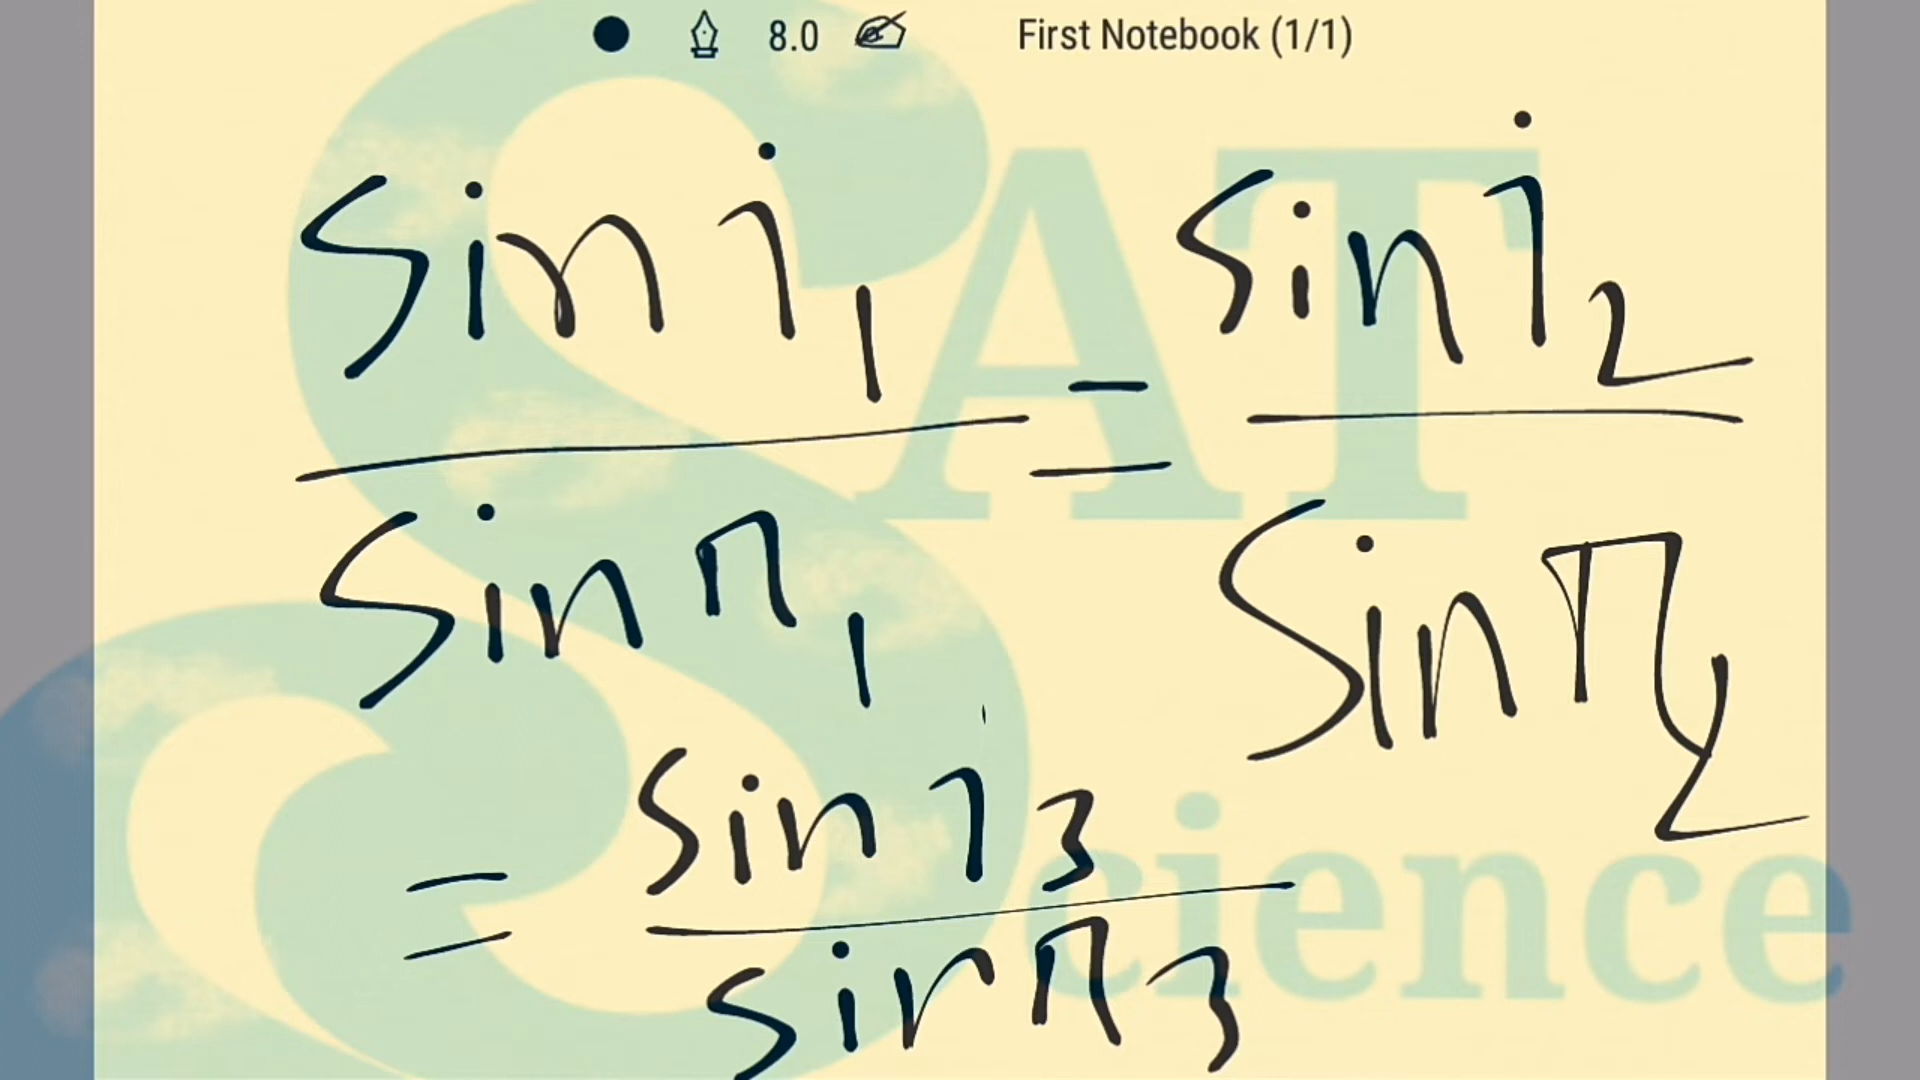 8.0 First Notebook (1/1)
SAT
Science
sin i₁ = sin i₂
sin r₁ sin r₂
= sin i₃
sin r₃